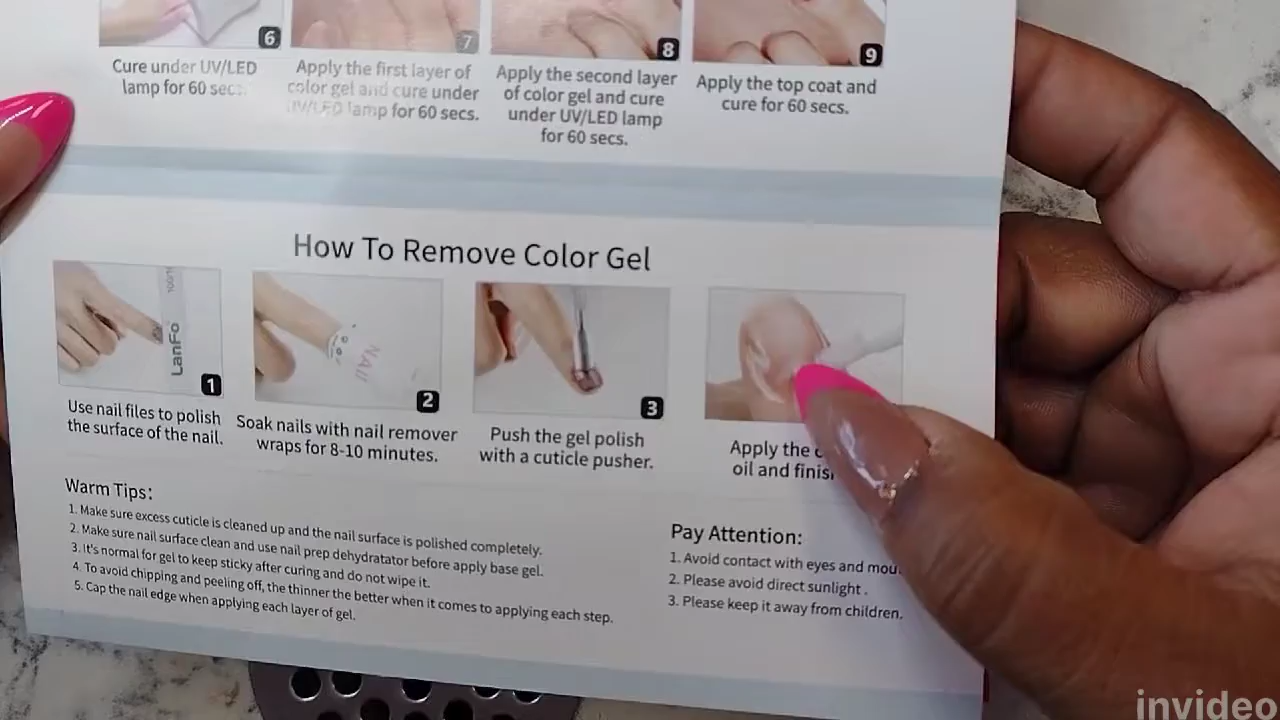 6
7
8
9
Cure under UV/LED
lamp for 60 secs.
Apply the first layer of
color gel and cure under
UV/LED lamp for 60 secs.
Apply the second layer
of color gel and cure
under UV/LED lamp
for 60 secs.
Apply the top coat and
cure for 60 secs.
How To Remove Color Gel
LanFo
1
NAIl
2
3
Use nail files to polish
the surface of the nail.
Soak nails with nail remover
wraps for 8-10 minutes.
Push the gel polish
with a cuticle pusher.
Apply the
oil and
Warm Tips:
1. Make sure excess cuticle is cleaned up and the nail surface is polished completely.
2. Make sure nail surface clean and use nail prep dehydratator before apply base gel.
3. It's normal for gel to keep sticky after curing and do not wipe it.
4. To avoid chipping and peeling off, the thinner the better when it comes to applying each step.
5. Cap the nail edge when applying each layer of gel.
Pay Attention:
1. Avoid contact with eyes and
2. Please avoid direct sunlight .
3. Please keep it away from children.
invideo